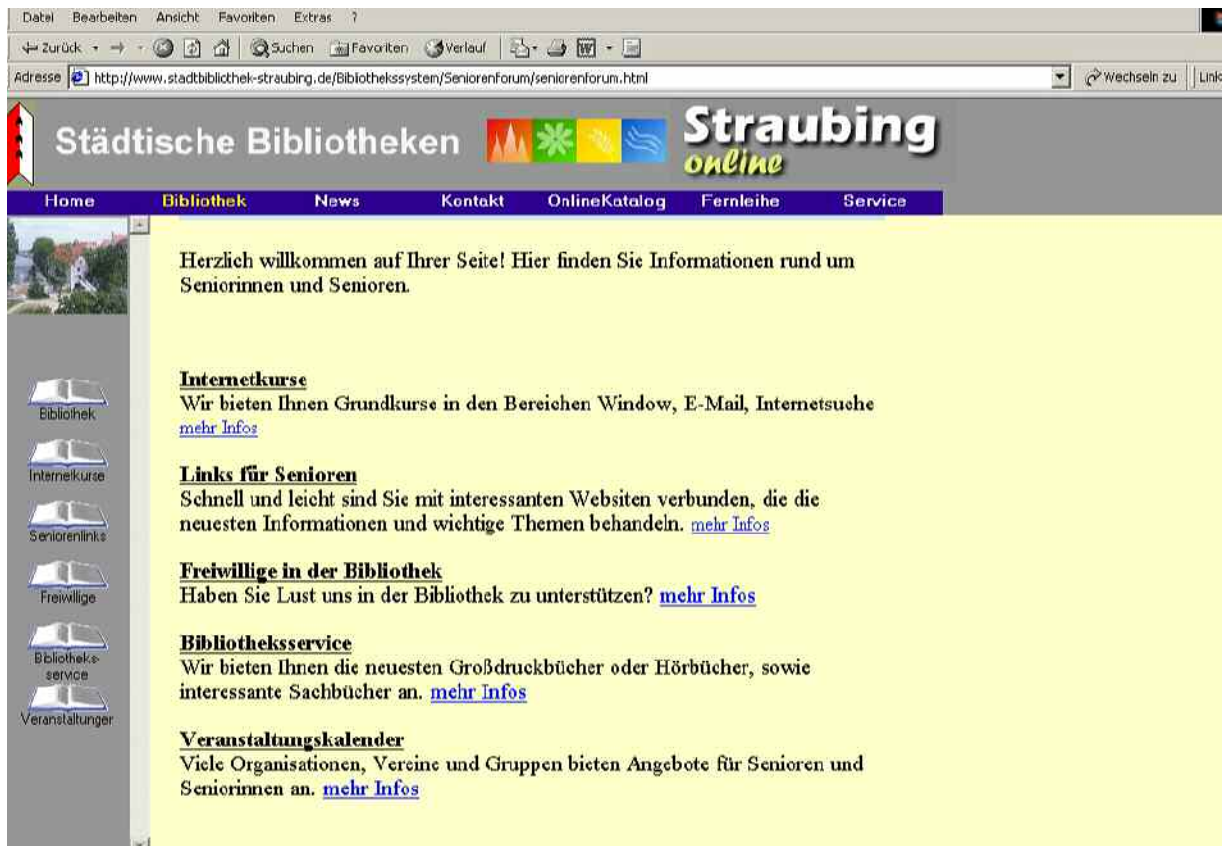 Datei Bearbeiten Ansicht Favoriten Extras ?
Zurück Suchen Favoriten Verlauf
Adresse http://www.stadtbibliothek-straubing.de/Bibliothekssystem/Seniorenforum/seniorenforum.html Wechseln zu Link
Städtische Bibliotheken Straubing
online
Home Bibliothek News Kontakt OnlineKatalog Fernleihe Service
Herzlich willkommen auf Ihrer Seite! Hier finden Sie Informationen rund um
Seniorinnen und Senioren.
Internetkurse
Wir bieten Ihnen Grundkurse in den Bereichen Window, E-Mail, Internetsuche
mehr Infos
Links für Senioren
Schnell und leicht sind Sie mit interessanten Websiten verbunden, die die
neuesten Informationen und wichtige Themen behandeln. mehr Infos
Freiwillige in der Bibliothek
Haben Sie Lust uns in der Bibliothek zu unterstützen? mehr Infos
Bibliotheksservice
Wir bieten Ihnen die neuesten Großdruckbücher oder Hörbücher, sowie
interessante Sachbücher an. mehr Infos
Veranstaltungskalender
Viele Organisationen, Vereine und Gruppen bieten Angebote für Senioren und
Seniorinnen an. mehr Infos
Bibliothek
Internetkurse
Seniorenlinks
Freiwillige
Bibliotheks-
service
Veranstaltunger